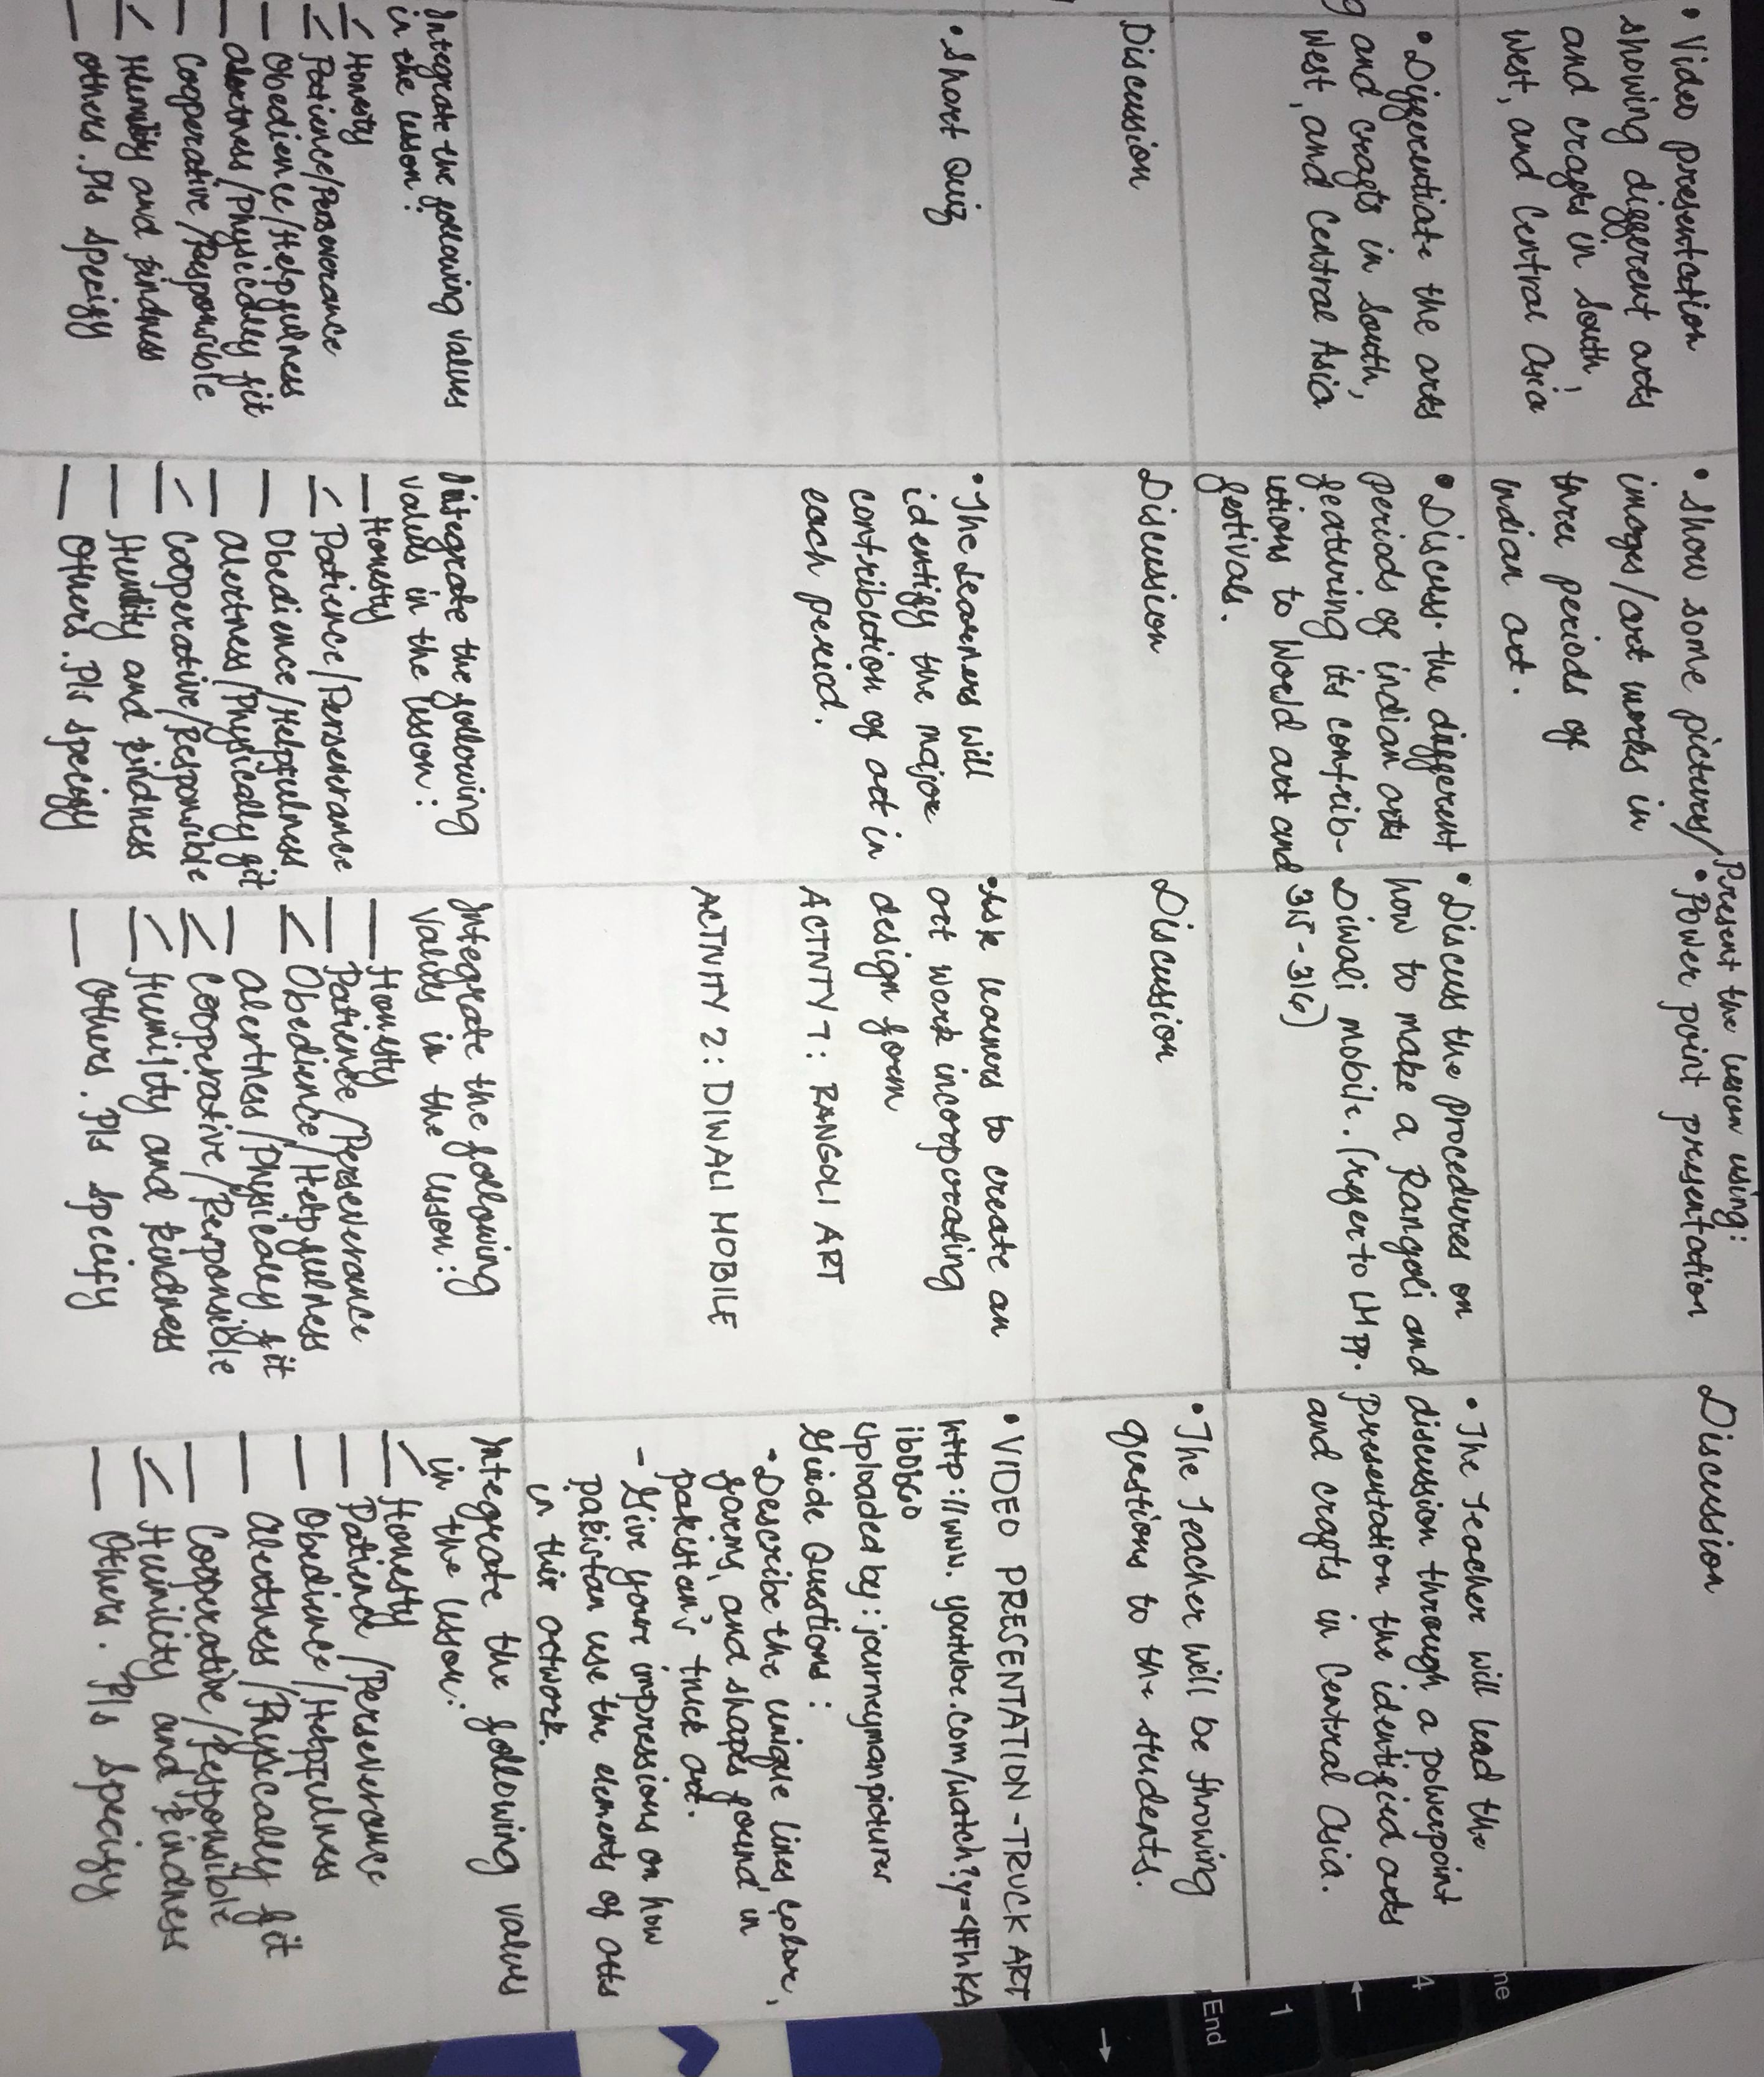 • Video presentation
showing different arts
and crafts in South,
West, and Central Asia
• Show some pictures/
images/art works in
three periods of
Indian art.
Present the lesson using:
• Power point presentation
Discussion
g
• Differentiate the arts
and crafts in South,
West, and Central Asia
• Discuss the different
periods of indian arts
featuring its contrib-
utions to World art and
festivals.
• Discuss the procedures on
how to make a Rangoli and
Diwali mobile. (refer to LM pp.
315-316)
• The Teacher will lead the
discussion through a powerpoint
presentation the identified arts
and crafts in Central Asia.
Discussion
Discussion
Discussion
• The Teacher will be throwing
questions to the students.
• Short Quiz
• The learners will
identify the major
contribution of art in
each period.
• Ask learners to create an
art work incorporating
design form
ACTIVITY 1: RANGOLI ART
ACTIVITY 2: DIWALI MOBILE
• VIDEO PRESENTATION - TRUCK ART
http://www.youtube.com/watch?
Uploaded by: journeymanpictures
Guide Questions:
• Describe the unique lines color,
forms, and shapes found in
pakistan's truck art.
- Give your impressions on how
pakistan use the elements of arts
in this artwork.
Integrate the following values
in the lesson:
Honesty
Patience/Perseverance
Obedience/Helpfulness
alertness/Physically fit
Cooperative/Responsible
Humility and kindness
others. Pls specify
Integrate the following
values in the lesson:
Honesty
Patience/Perseverance
Obedience/Helpfulness
alertness/Physically fit
Cooperative/Responsible
Humility and kindness
Others. Pls specify
Integrate the following
Values in the lesson:
Honesty
Patience/Perseverance
Obedience/Helpfulness
alertness/Physically fit
Cooperative/Responsible
Humility and kindness
Others. Pls specify
Integrate the following values
in the lesson:
Honesty
Patience/Perseverance
Obedience/Helpfulness
alertness/Physically fit
Cooperative/Responsible
Humility and kindness
Others. Pls specify
me
4
←
1
End
→